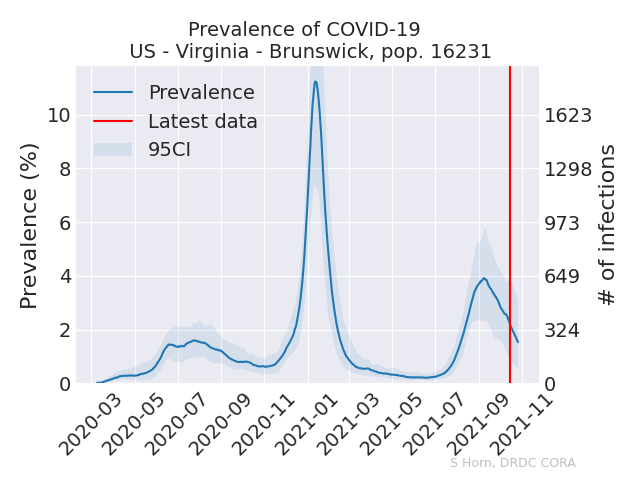 Prevalence of COVID-19
US - Virginia - Brunswick, pop. 16231
Prevalence
Latest data
95CI
Prevalence (%)
10
8
6
4
2
0
# of infections
1623
1298
973
649
324
0
2020-03
2020-05
2020-07
2020-09
2020-11
2021-01
2021-03
2021-05
2021-07
2021-09
2021-11
S Horn, DRDC CORA